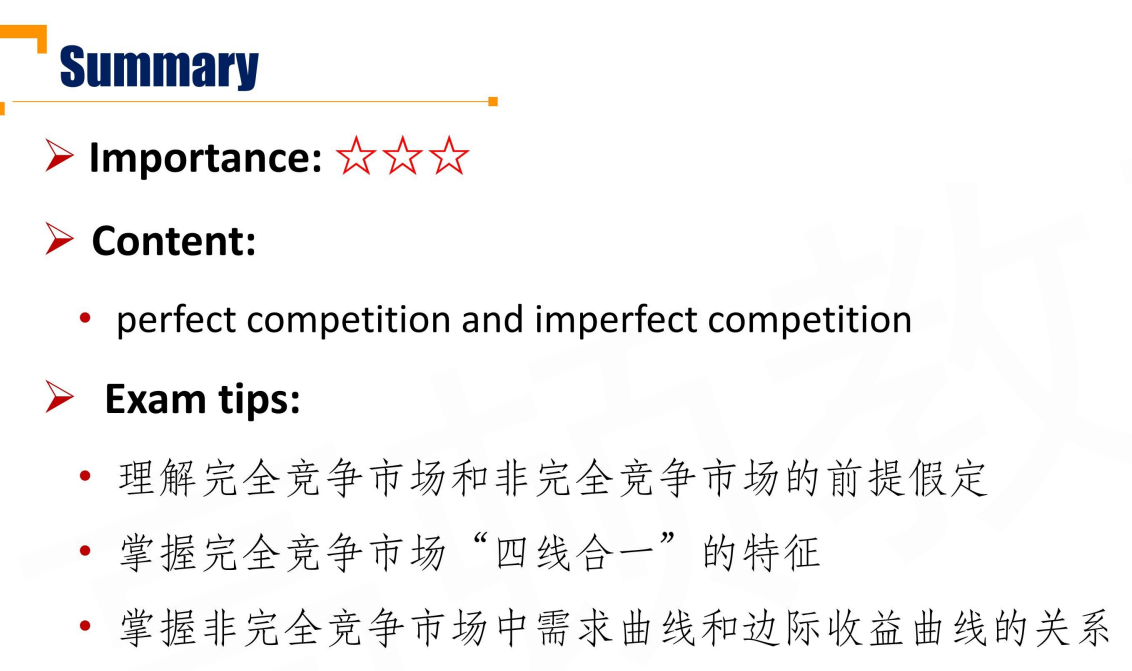 Summary
Importance: ☆☆☆
Content:
perfect competition and imperfect competition
Exam tips:
理解完全竞争市场和非完全竞争市场的前提假定
掌握完全竞争市场“四线合一”的特征
掌握非完全竞争市场中需求曲线和边际收益曲线的关系